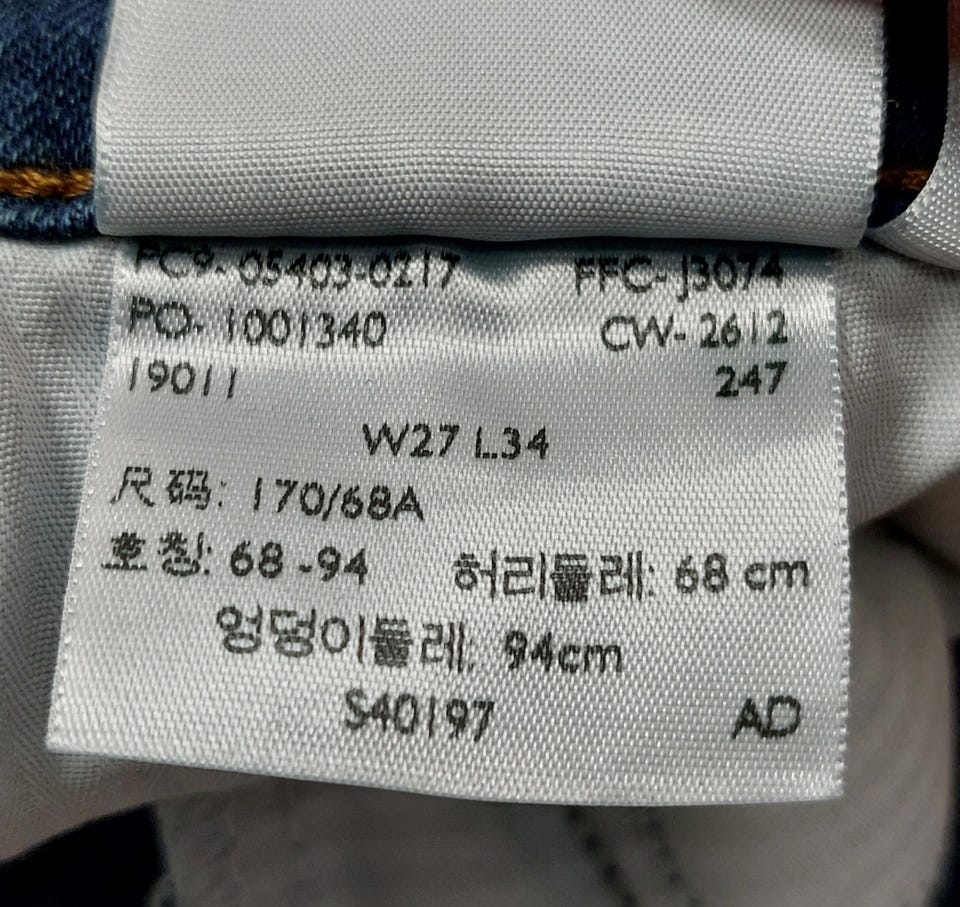 PC9-05403-0217 FFC-J3074
PO-1001340 CW-2612
19011 247
W27 L34
尺码: 170/68A
호칭: 68-94 허리둘레: 68 cm
엉덩이둘레: 94cm
S40197 AD